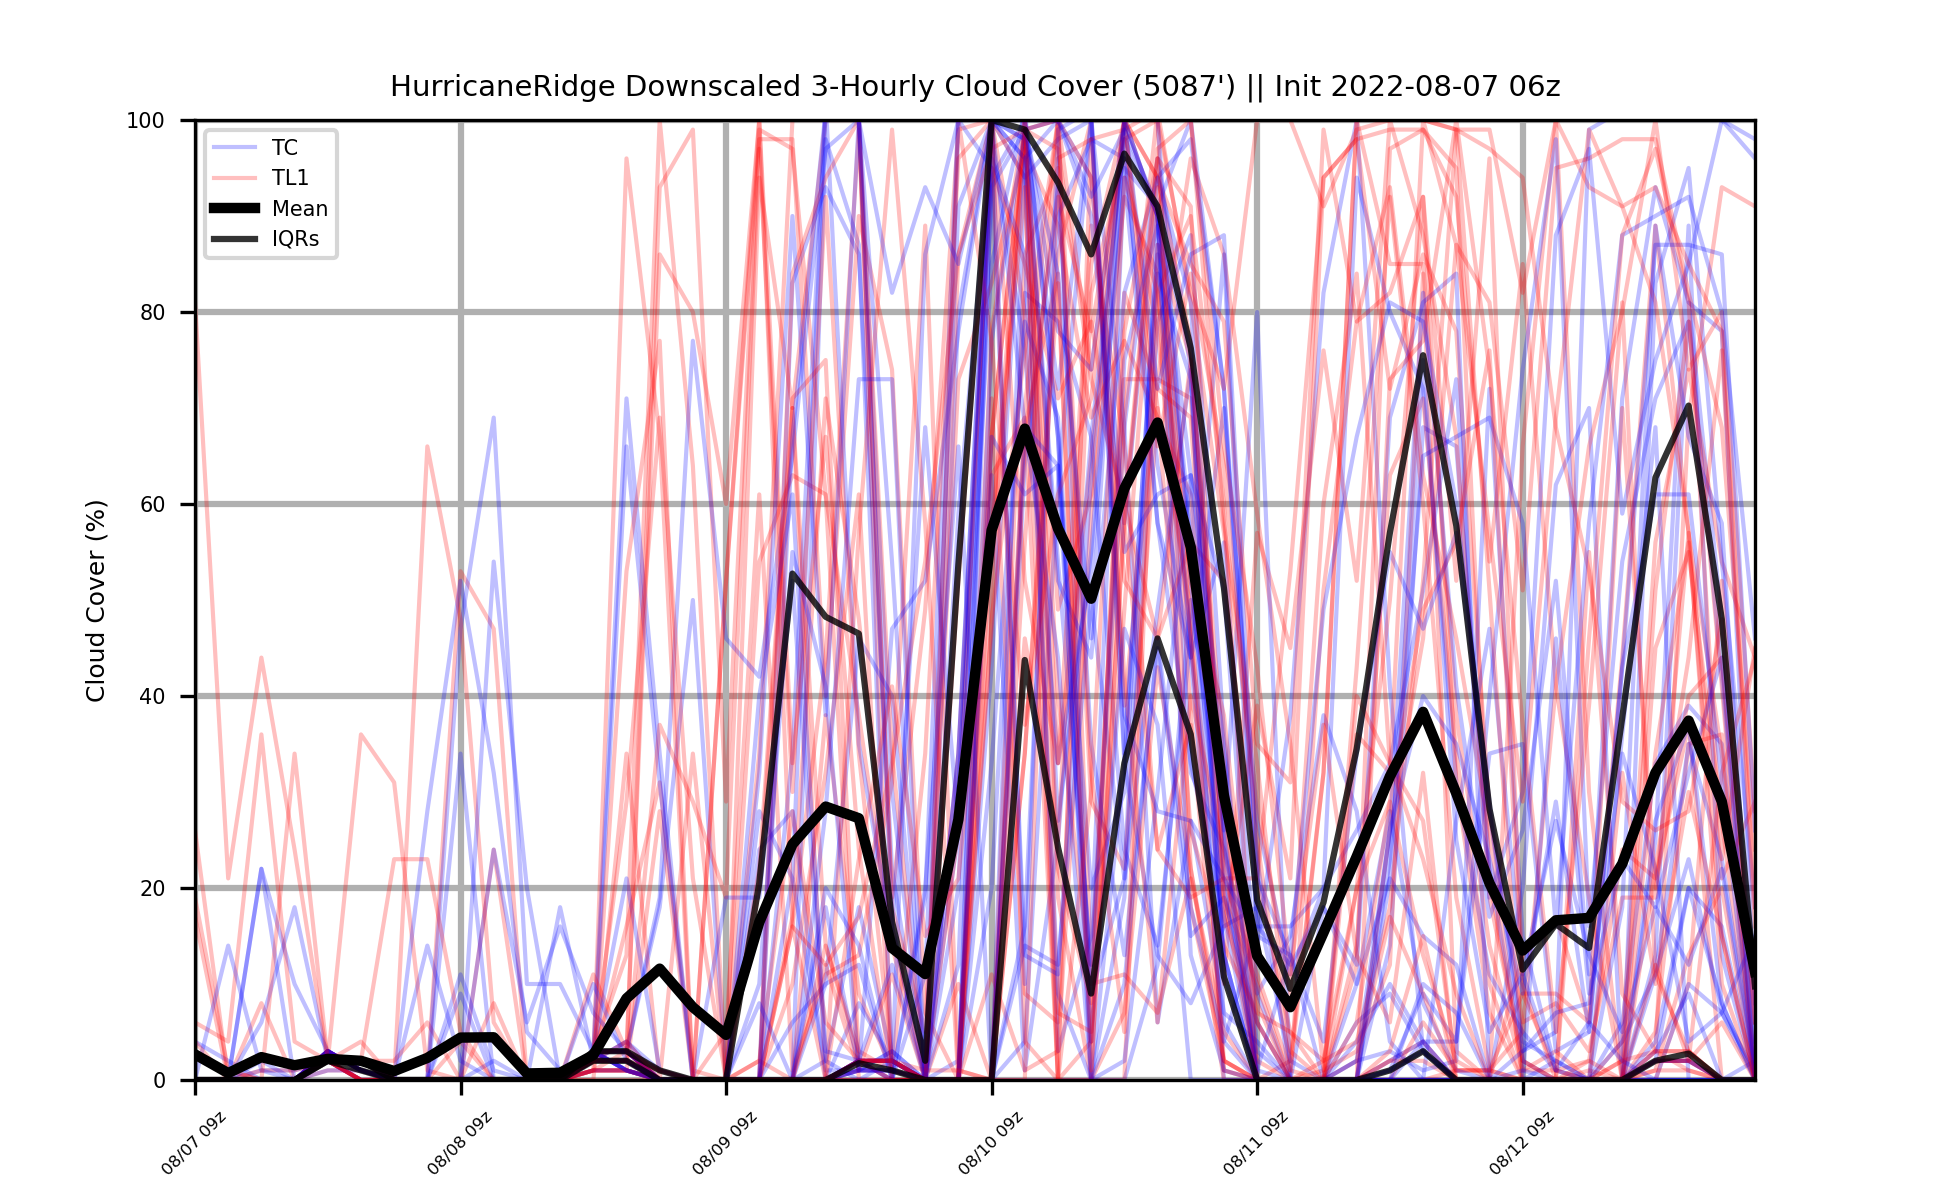 HurricaneRidge Downscaled 3-Hourly Cloud Cover (5087') || Init 2022-08-07 06z
TC
TL1
Mean
IQRs
Cloud Cover (%)
100
80
60
40
20
0
08/07 09z
08/08 09z
08/09 09z
08/10 09z
08/11 09z
08/12 09z